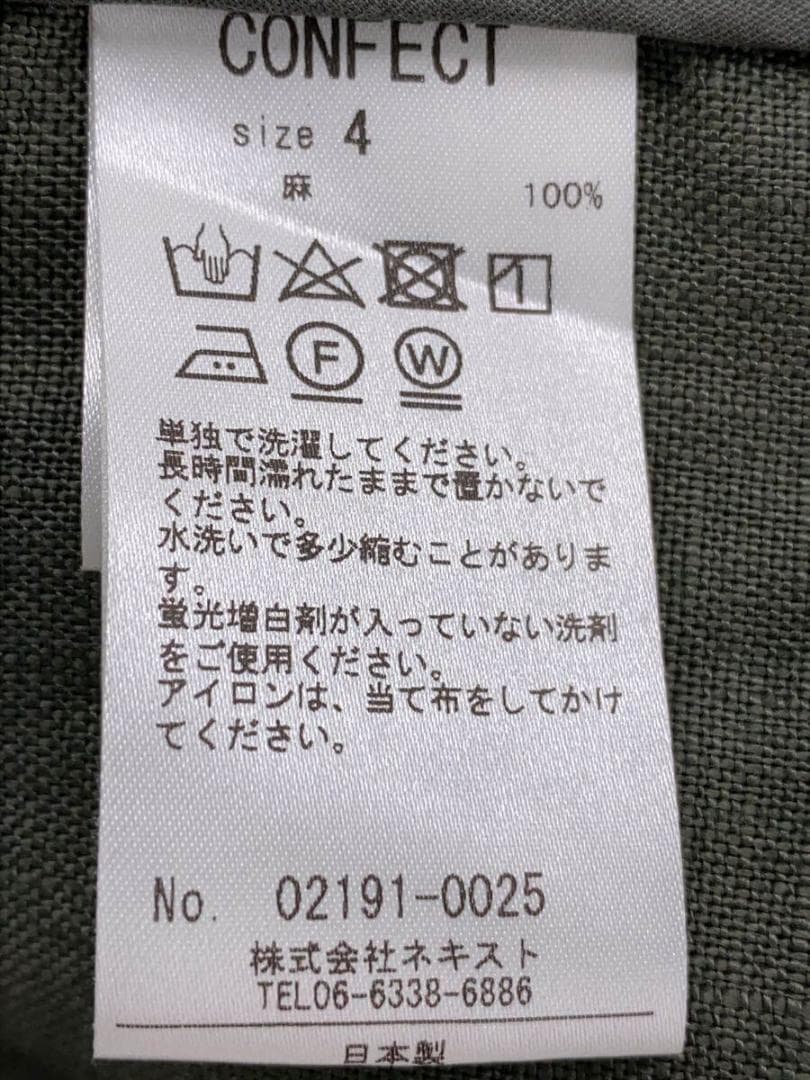 CONFECT
size 4
麻 100%
F W
単独で洗濯してください。
長時間濡れたままで置かないで
ください。
水洗いで多少縮むことがありま
す。
蛍光増白剤が入っていない洗剤
をご使用ください。
アイロンは、当て布をしてかけ
てください。
No. 02191-0025
株式会社ネキスト
TEL06-6338-6886
日本製